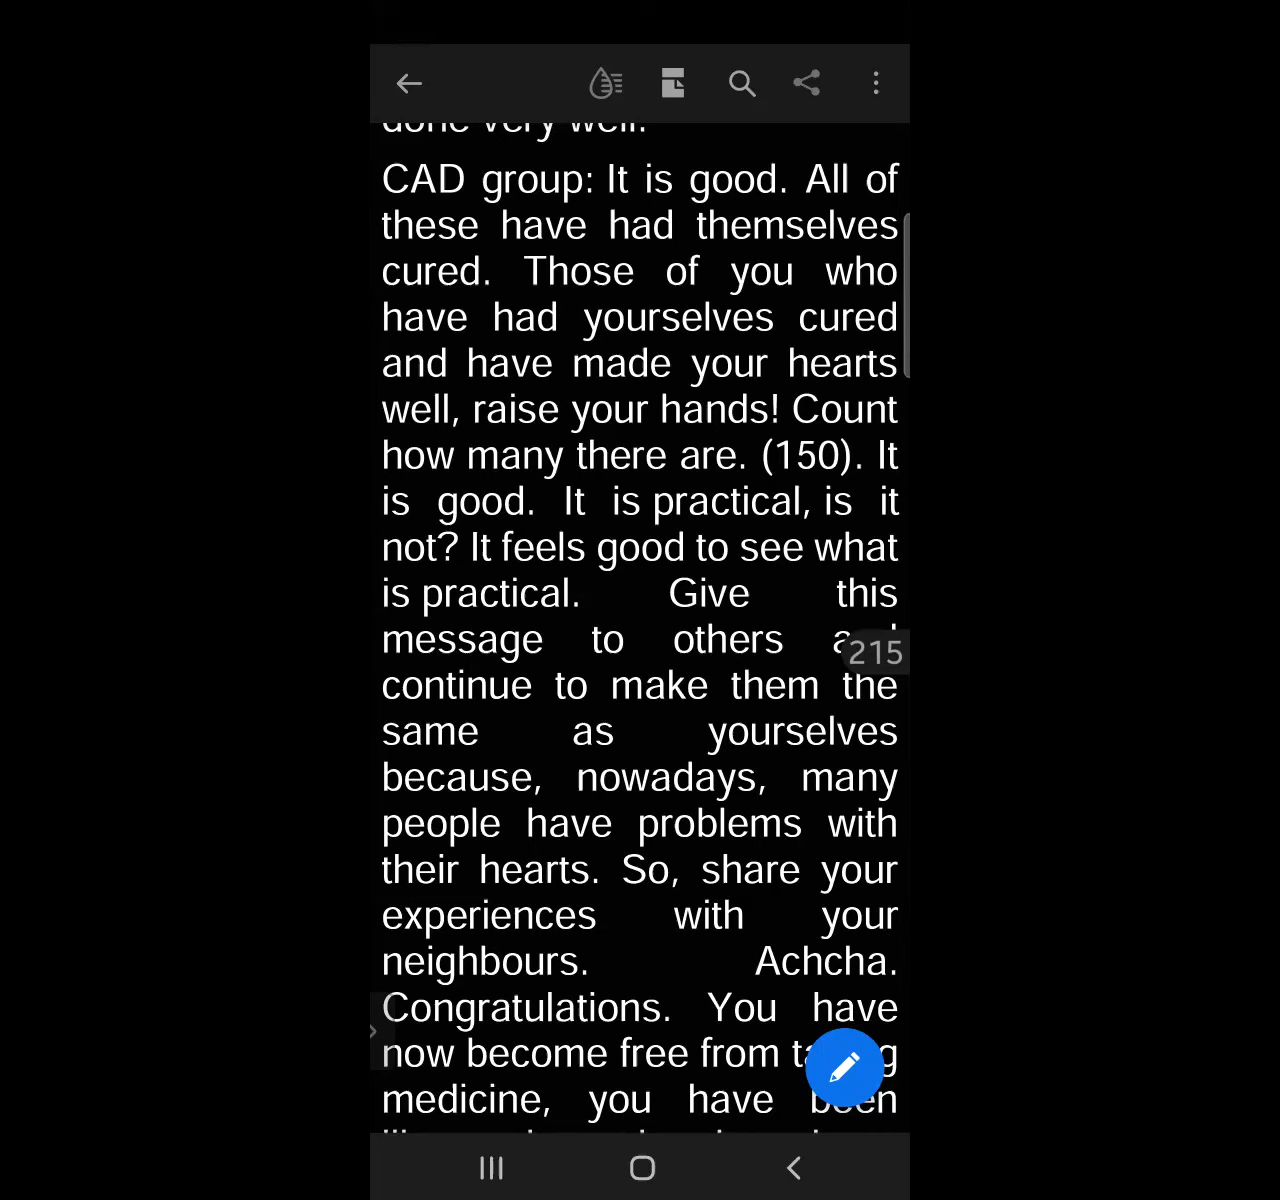 done very well.
CAD group: It is good. All of
these have had themselves
cured. Those of you who
have had yourselves cured
and have made your hearts
well, raise your hands! Count
how many there are. (150). It
is good. It is practical, is it
not? It feels good to see what
is practical. Give this
message to others
215
continue to make them the
same as yourselves
because, nowadays, many
people have problems with
their hearts. So, share your
experiences with your
neighbours. Achcha.
Congratulations. You have
now become free from
medicine, you have been